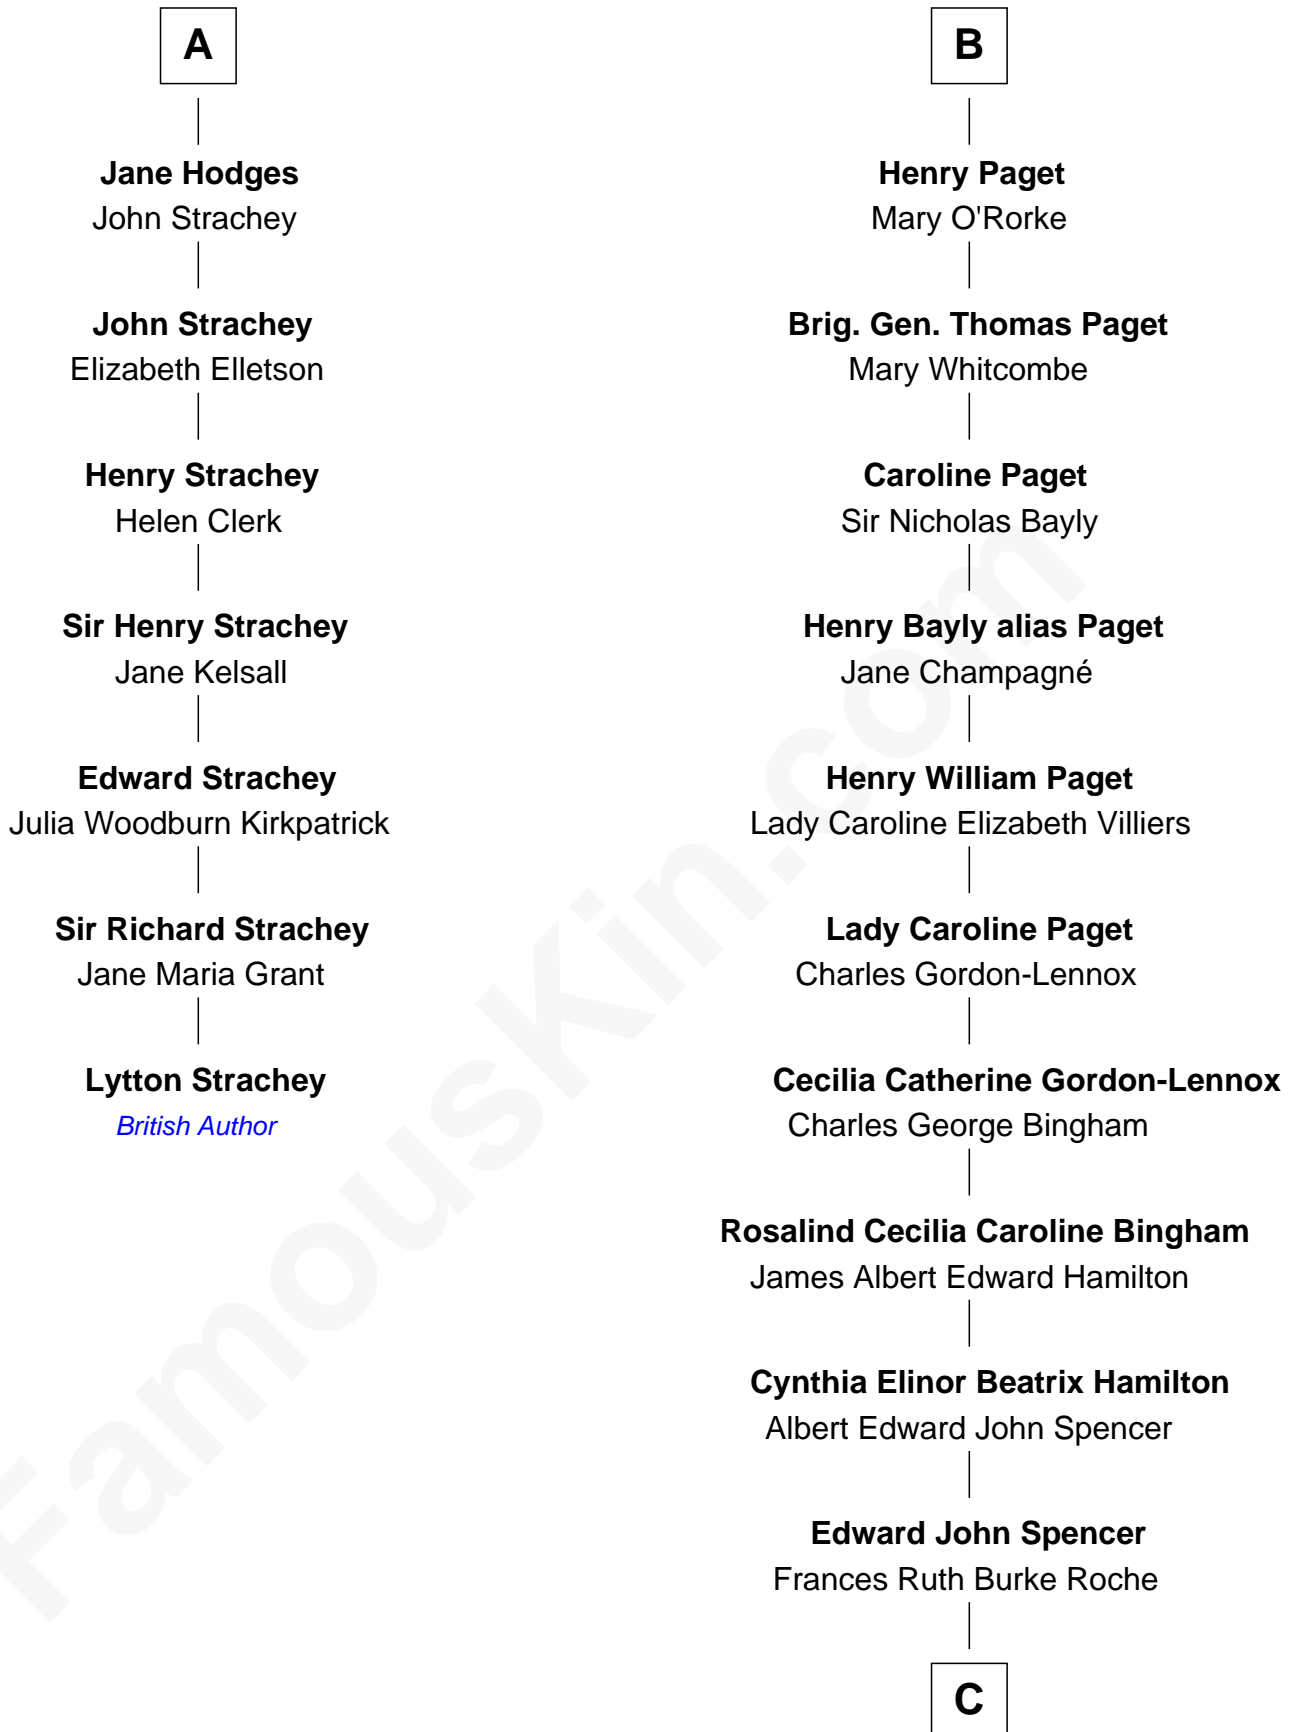 A
Jane Hodges
John Strachey
John Strachey
Elizabeth Elletson
Henry Strachey
Helen Clerk
Sir Henry Strachey
Jane Kelsall
Edward Strachey
Julia Woodburn Kirkpatrick
Sir Richard Strachey
Jane Maria Grant
Lytton Strachey
British Author
B
Henry Paget
Mary O'Rorke
Brig. Gen. Thomas Paget
Mary Whitcombe
Caroline Paget
Sir Nicholas Bayly
Henry Bayly alias Paget
Jane Champagné
Henry William Paget
Lady Caroline Elizabeth Villiers
Lady Caroline Paget
Charles Gordon-Lennox
Cecilia Catherine Gordon-Lennox
Charles George Bingham
Rosalind Cecilia Caroline Bingham
James Albert Edward Hamilton
Cynthia Elinor Beatrix Hamilton
Albert Edward John Spencer
Edward John Spencer
Frances Ruth Burke Roche
C
FamousKin.com